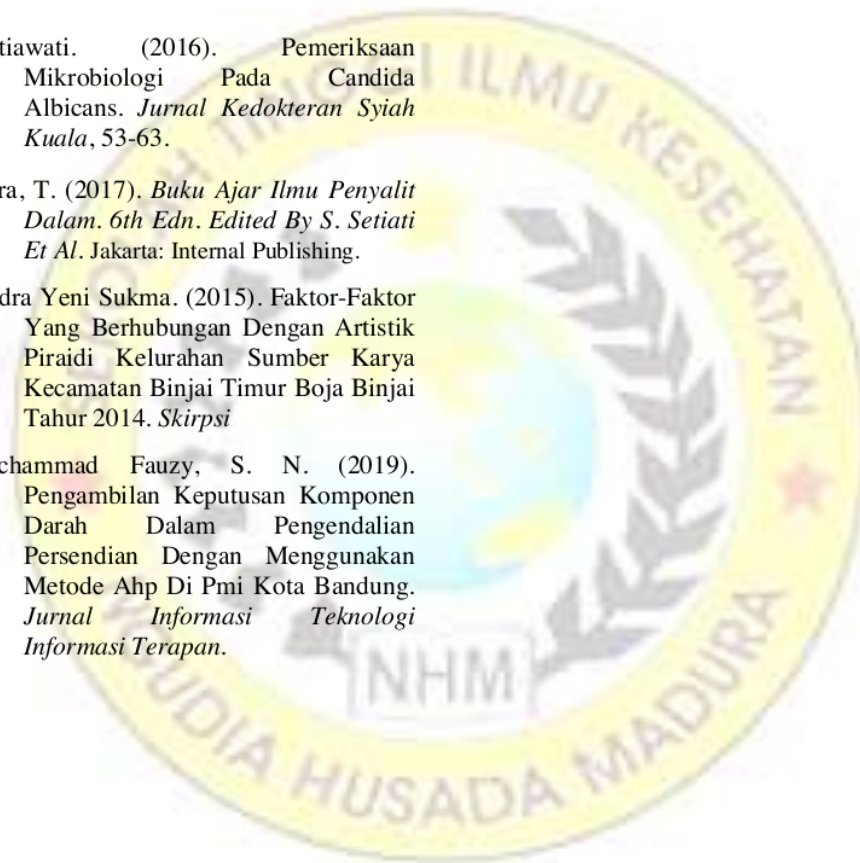 tiawati. (2016). Pemeriksaan
Mikrobiologi Pada Candida
Albicans. Jurnal Kedokteran Syiah
Kuala, 53-63.
ra, T. (2017). Buku Ajar Ilmu Penyalit
Dalam. 6th Edn. Edited By S. Setiati
Et Al. Jakarta: Internal Publishing.
dra Yeni Sukma. (2015). Faktor-Faktor
Yang Berhubungan Dengan Artistik
Piraidi Kelurahan Sumber Karya
Kecamatan Binjai Timur Boja Binjai
Tahur 2014. Skirpsi
chammad Fauzy, S. N. (2019).
Pengambilan Keputusan Komponen
Darah Dalam Pengendalian
Persendian Dengan Menggunakan
Metode Ahp Di Pmi Kota Bandung.
Jurnal Informasi Teknologi
Informasi Terapan.
TINGGI ILMU KESEHATAN
NHM
HUSADA MADURA